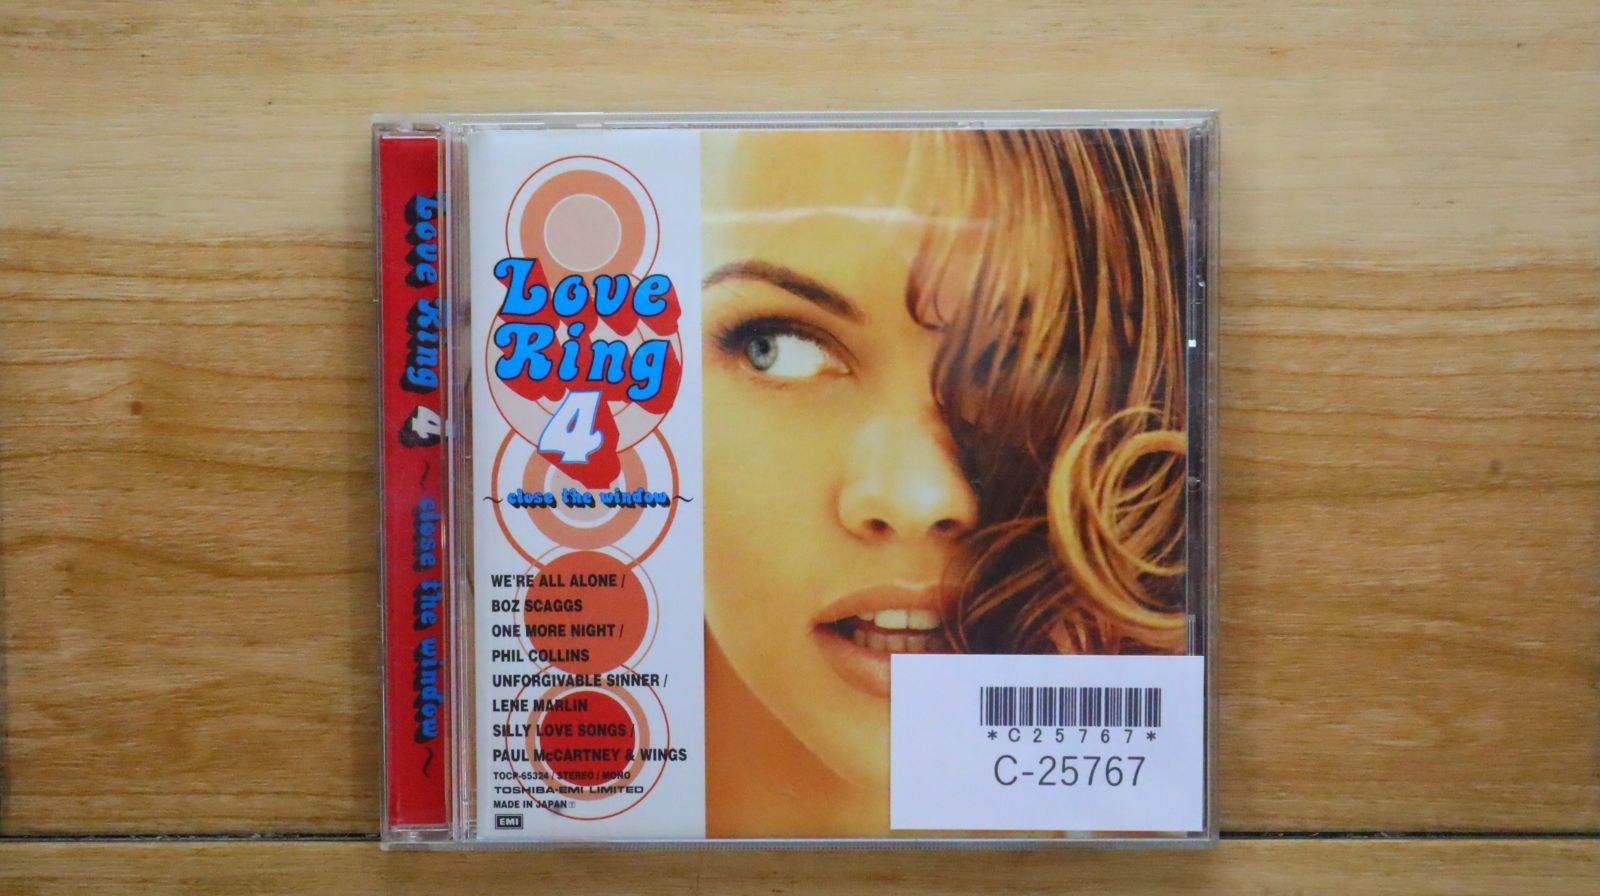 Love Ring 4 ~ close the window ~
Love
Ring
4
~ close the window ~
WE'RE ALL ALONE /
BOZ SCAGGS
ONE MORE NIGHT /
PHIL COLLINS
UNFORGIVABLE SINNER /
LENE MARLIN
SILLY LOVE SONGS /
PAUL McCARTNEY & WINGS
TOCP-65324 / STEREO / MONO
TOSHIBA-EMI LIMITED
MADE IN JAPAN
EMI
*C25767*
C-25767